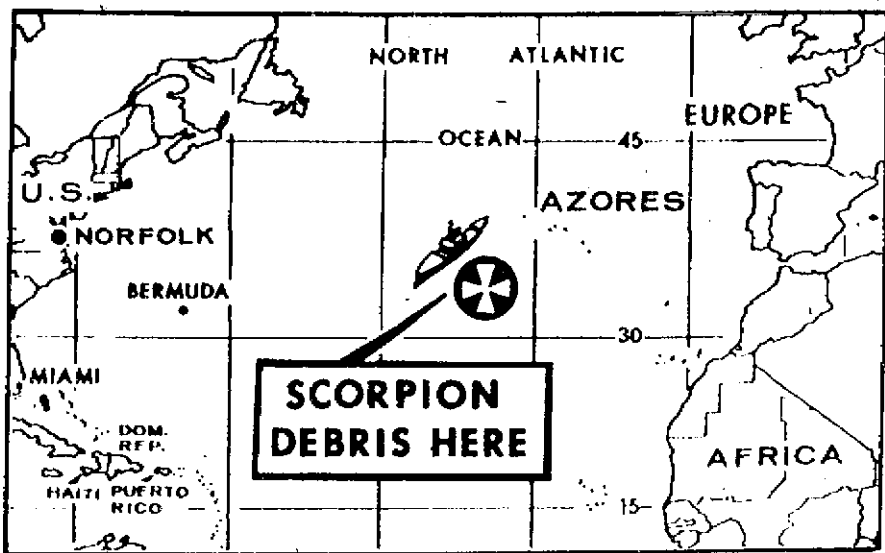 NORTH ATLANTIC
EUROPE
OCEAN 45
U.S.
AZORES
NORFOLK
BERMUDA
30
MIAMI
SCORPION
DEBRIS HERE
DOM.
REP.
AFRICA
HAITI PUERTO
RICO
15